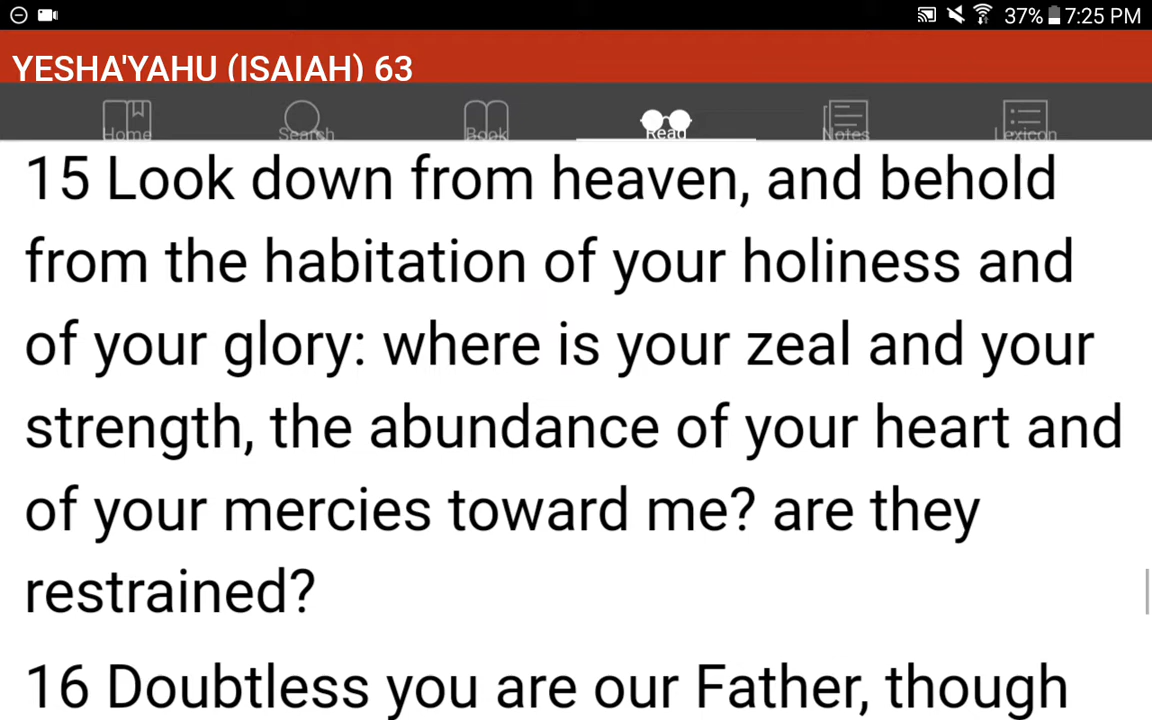 37% 7:25 PM
YESHA'YAHU (ISAIAH) 63
Home Search Book Read Notes Lexicon
15 Look down from heaven, and behold
from the habitation of your holiness and
of your glory: where is your zeal and your
strength, the abundance of your heart and
of your mercies toward me? are they
restrained?
16 Doubtless you are our Father, though